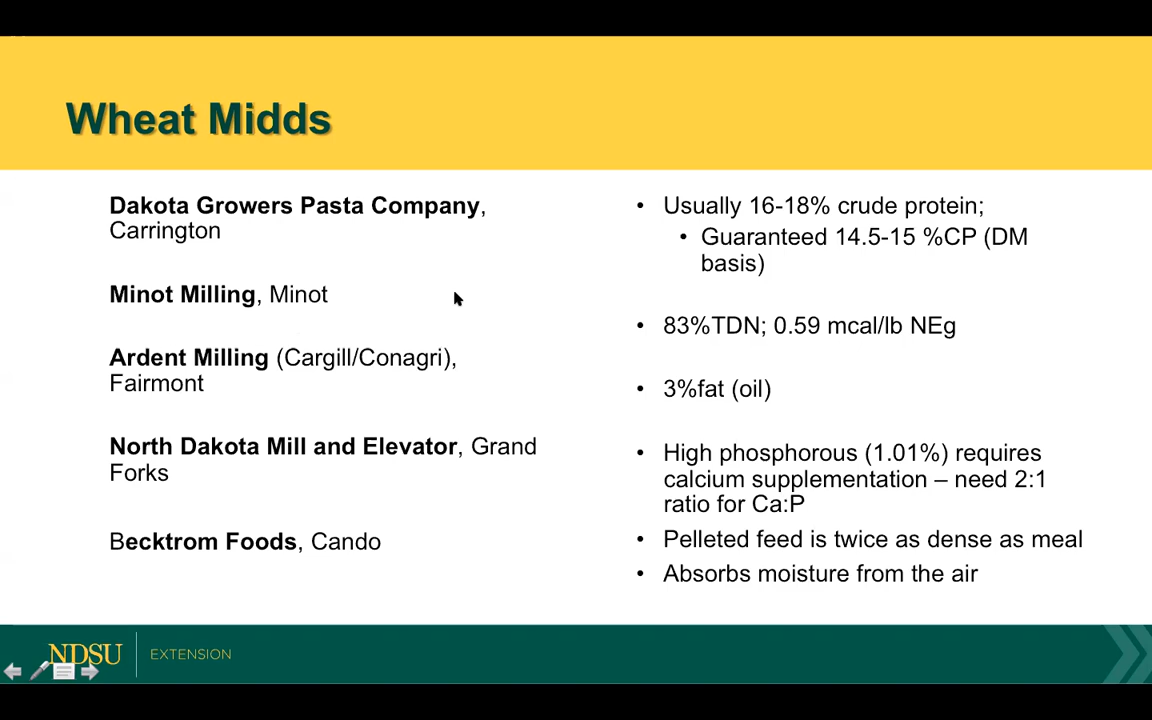 Wheat Midds
Dakota Growers Pasta Company,
Carrington
Minot Milling, Minot
Ardent Milling (Cargill/Conagri),
Fairmont
North Dakota Mill and Elevator, Grand
Forks
Becktrom Foods, Cando
• Usually 16-18% crude protein;
• Guaranteed 14.5-15 %CP (DM
basis)
• 83%TDN; 0.59 mcal/lb NEg
• 3%fat (oil)
• High phosphorous (1.01%) requires
calcium supplementation – need 2:1
ratio for Ca:P
• Pelleted feed is twice as dense as meal
• Absorbs moisture from the air
NDSU EXTENSION